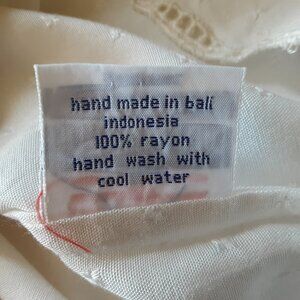 hand made in bali
indonesia
100% rayon
hand wash with
cool water